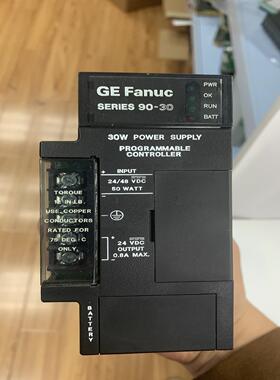 GE Fanuc
SERIES 90-30
PWR
OK
RUN
BATT
30W POWER SUPPLY
PROGRAMMABLE
CONTROLLER
INPUT
24/48 VDC
50 WATT
+
-
TORQUE
12 IN.LB.
USE COPPER
CONDUCTORS
RATED FOR
75 DEG C
ONLY.
+
24 VDC
OUTPUT
0.8A MAX.
-
BATTERY